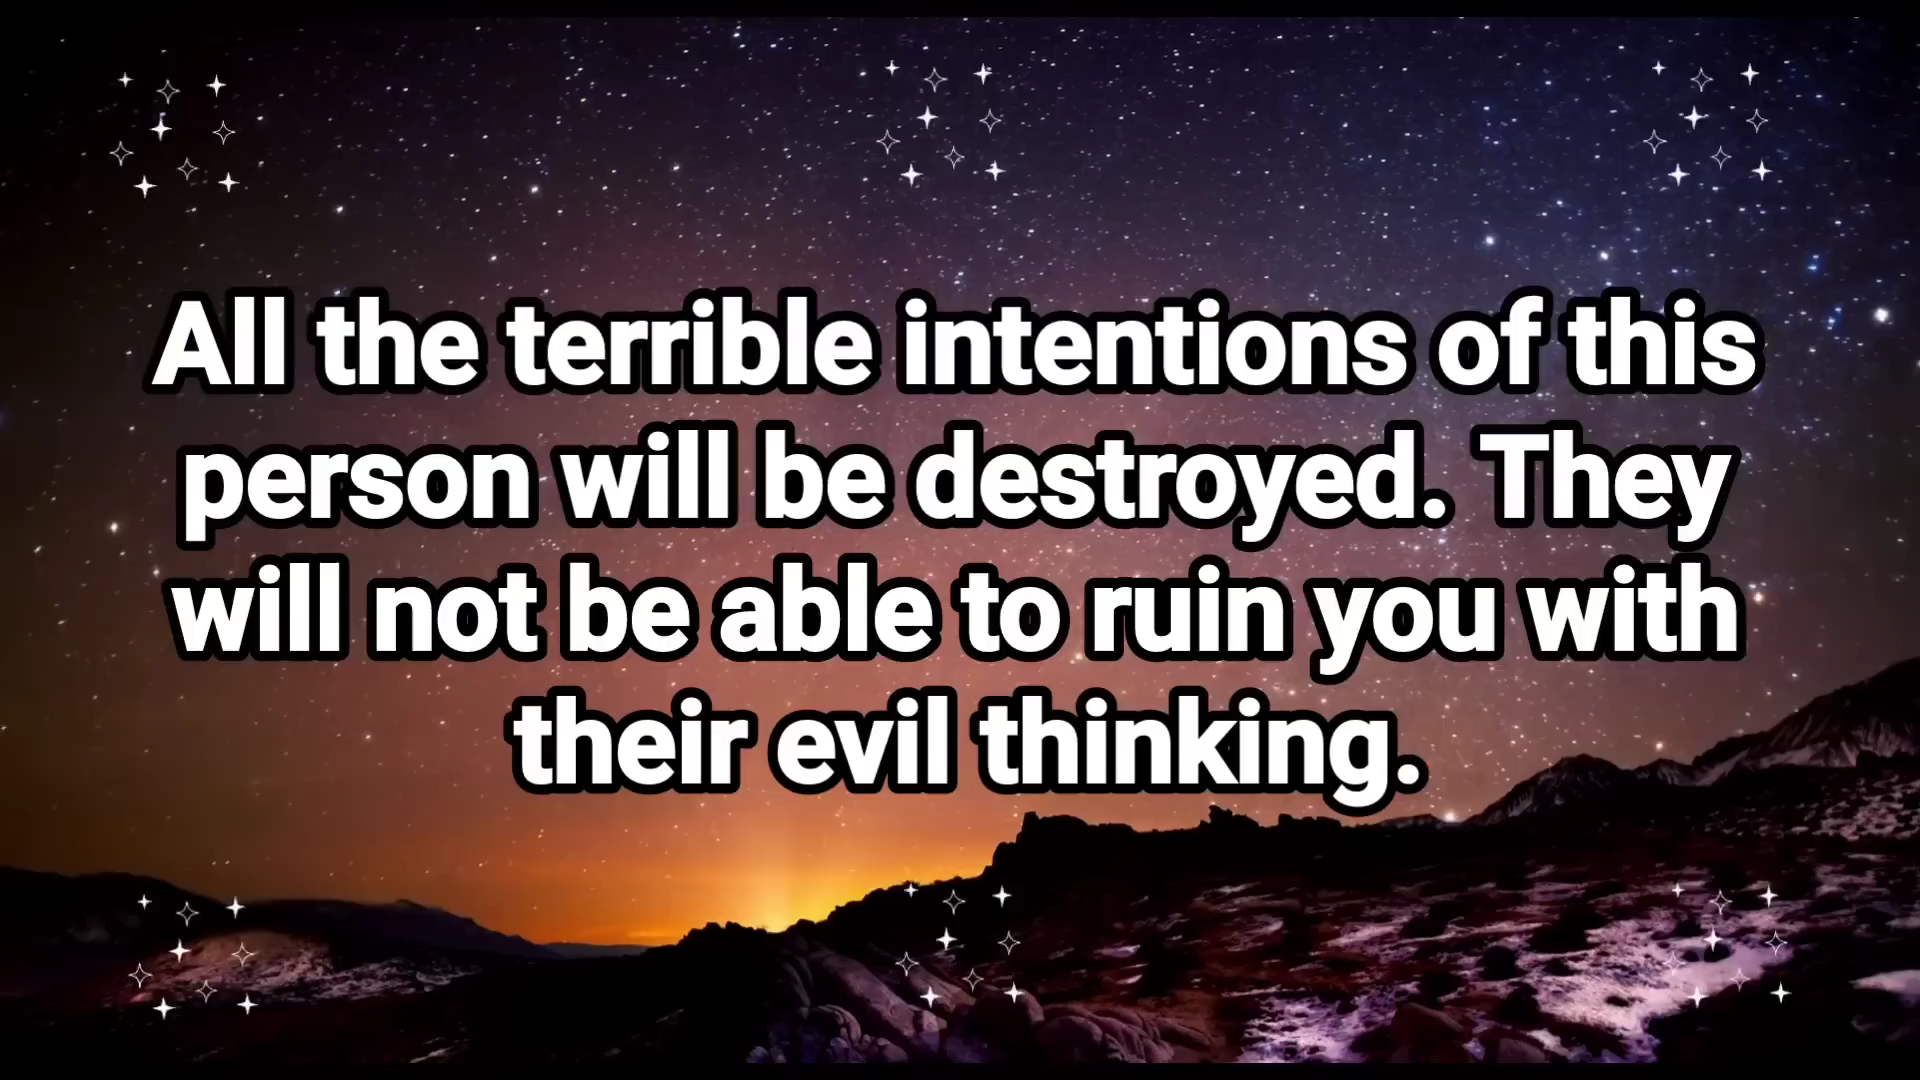 All the terrible intentions of this
person will be destroyed. They
will not be able to ruin you with
their evil thinking.